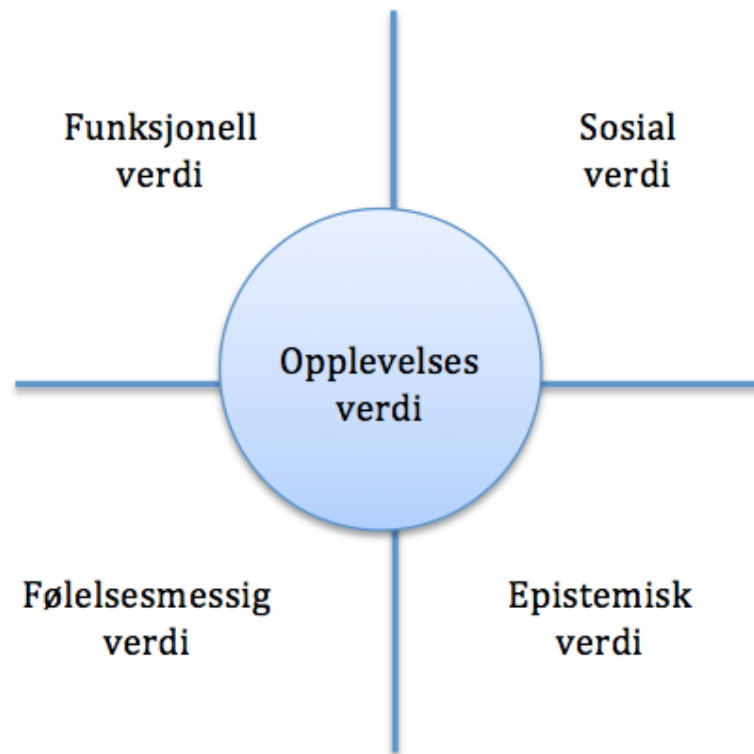 Funksjonell
verdi
Sosial
verdi
Opplevelses
verdi
Følelsesmessig
verdi
Epistemisk
verdi